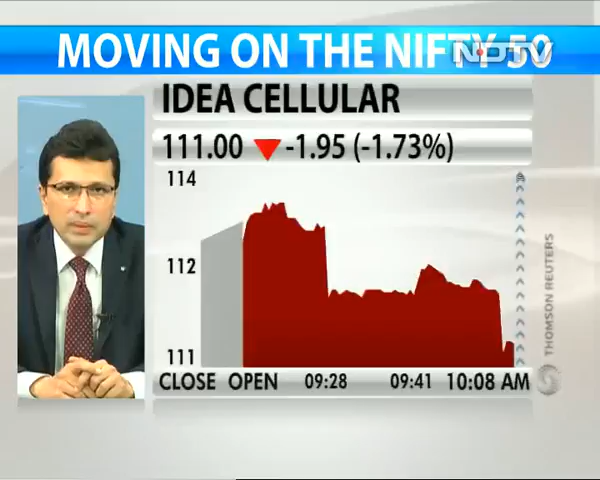 MOVING ON THE NIFTY 50
NDTV
IDEA CELLULAR
111.00 ▼ -1.95 (-1.73%)
114
112
111
CLOSE OPEN 09:28 09:41 10:08 AM
THOMSON REUTERS